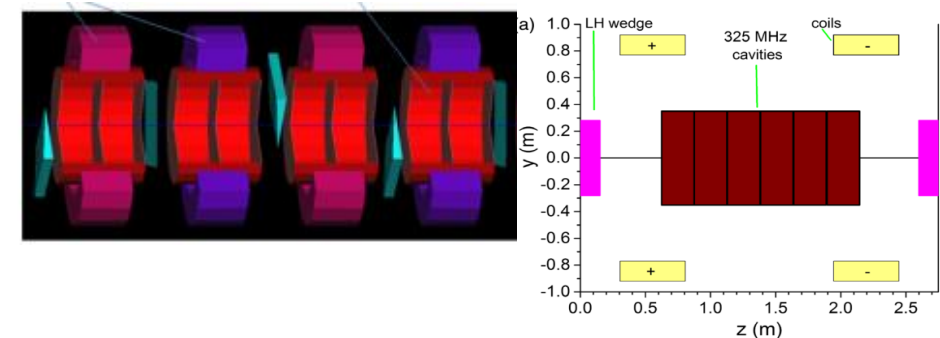 (a)
LH wedge
coils
325 MHz
cavities
+
-
+
-
y (m)
1.0
0.8
0.6
0.4
0.2
0.0
-0.2
-0.4
-0.6
-0.8
-1.0
0.0 0.5 1.0 1.5 2.0 2.5
z (m)